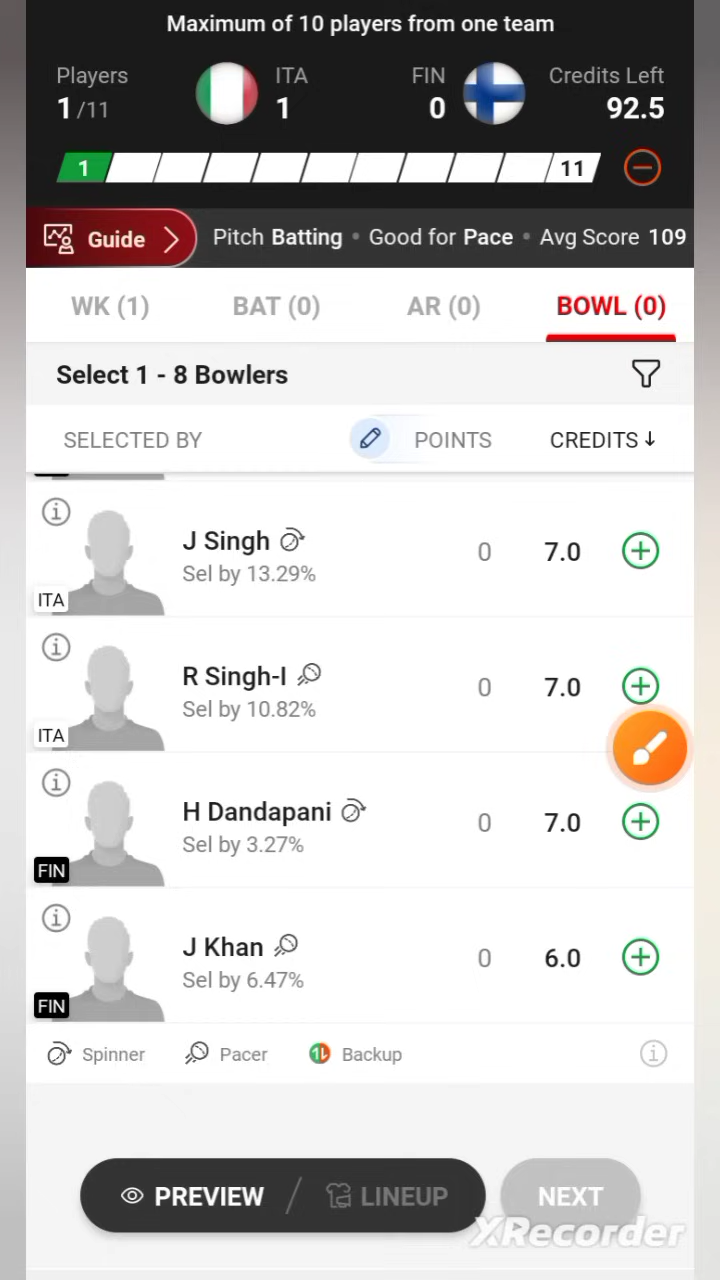 Maximum of 10 players from one team
Players ITA FIN Credits Left
1/11 1 0 92.5
1 11
Guide Pitch Batting • Good for Pace • Avg Score 109
WK (1) BAT (0) AR (0) BOWL (0)
Select 1 - 8 Bowlers
SELECTED BY POINTS CREDITS ↓
J Singh 0 7.0
Sel by 13.29%
ITA
R Singh-I 0 7.0
Sel by 10.82%
ITA
H Dandapani 0 7.0
Sel by 3.27%
FIN
J Khan 0 6.0
Sel by 6.47%
FIN
Spinner Pacer Backup
PREVIEW / LINEUP NEXT
XRecorder